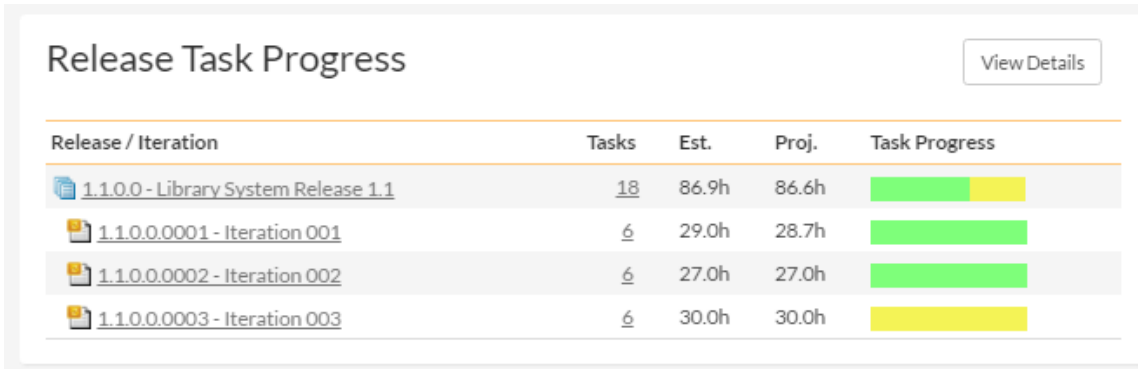 Release Task Progress View Details
Release / Iteration Tasks Est. Proj. Task Progress
1.1.0.0 - Library System Release 1.1 18 86.9h 86.6h
1.1.0.0.0001 - Iteration 001 6 29.0h 28.7h
1.1.0.0.0002 - Iteration 002 6 27.0h 27.0h
1.1.0.0.0003 - Iteration 003 6 30.0h 30.0h